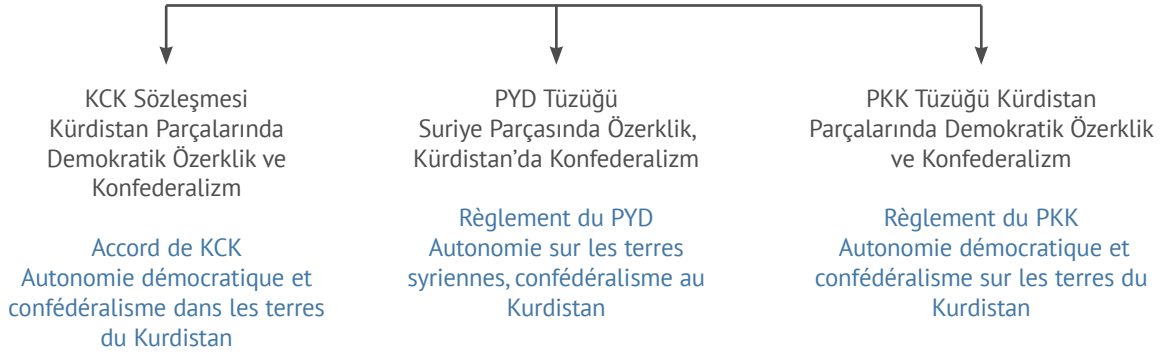 KCK Sözleşmesi
Kürdistan Parçalarında
Demokratik Özerklik ve
Konfederalizm
Accord de KCK
Autonomie démocratique et
confédéralisme dans les terres
du Kurdistan
PYD Tüzüğü
Suriye Parçasında Özerklik,
Kürdistan’da Konfederalizm
Règlement du PYD
Autonomie sur les terres
syriennes, confédéralisme au
Kurdistan
PKK Tüzüğü Kürdistan
Parçalarında Demokratik Özerklik
ve Konfederalizm
Règlement du PKK
Autonomie démocratique et
confédéralisme sur les terres du
Kurdistan